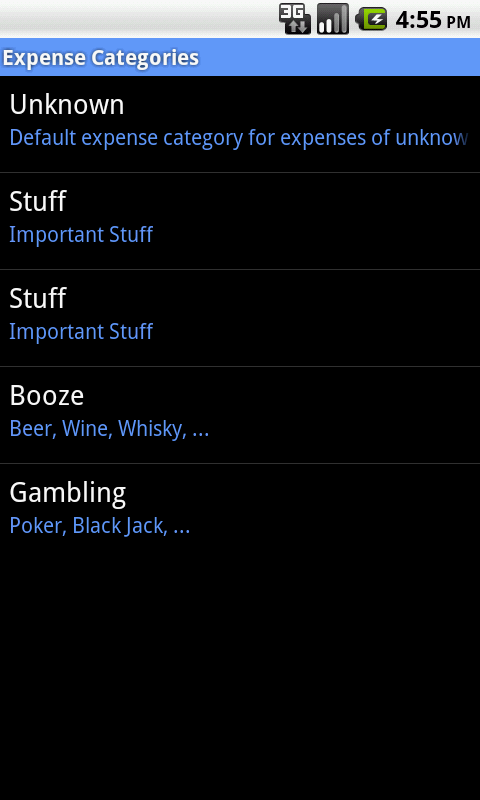 3G
4:55 PM
Expense Categories
Unknown
Default expense category for expenses of unknow
Stuff
Important Stuff
Stuff
Important Stuff
Booze
Beer, Wine, Whisky, ...
Gambling
Poker, Black Jack, ...